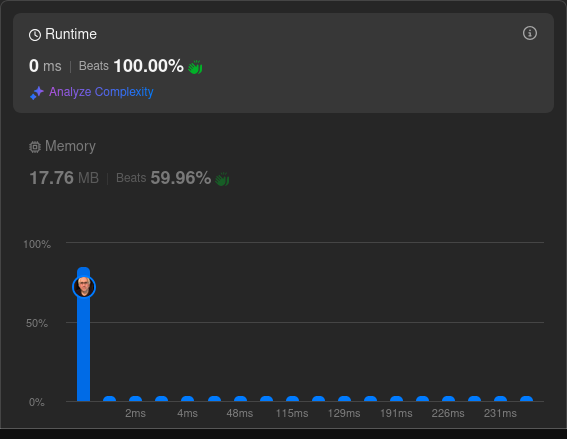 Runtime
0 ms | Beats 100.00%
Analyze Complexity
Memory
17.76 MB | Beats 59.96%
100%
50%
0%
2ms 4ms 48ms 115ms 129ms 191ms 226ms 231ms